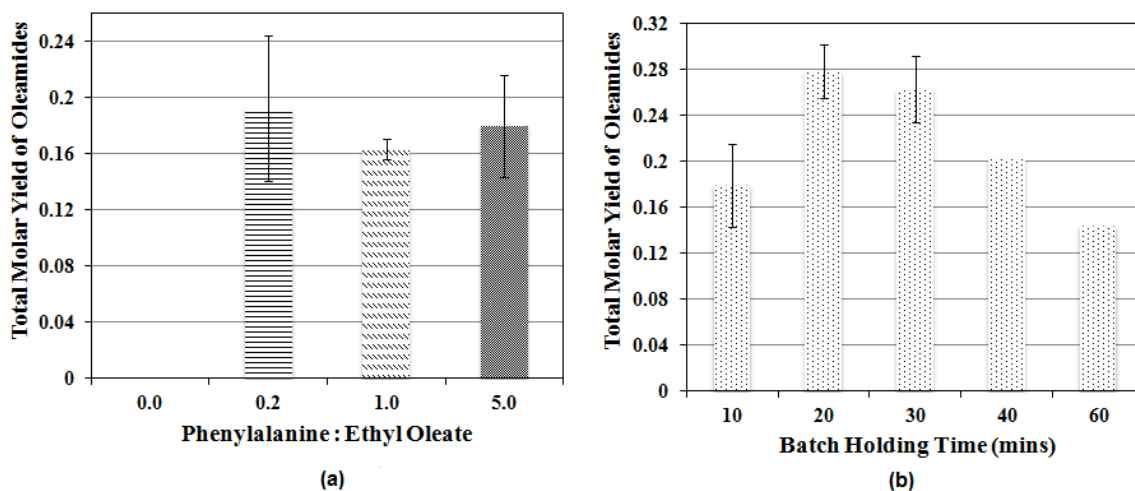 Total Molar Yield of Oleamides
0.24
0.2
0.16
0.12
0.08
0.04
0
0.0 0.2 1.0 5.0
Phenylalanine : Ethyl Oleate
(a)
Total Molar Yield of Oleamides
0.32
0.28
0.24
0.2
0.16
0.12
0.08
0.04
0
10 20 30 40 60
Batch Holding Time (mins)
(b)